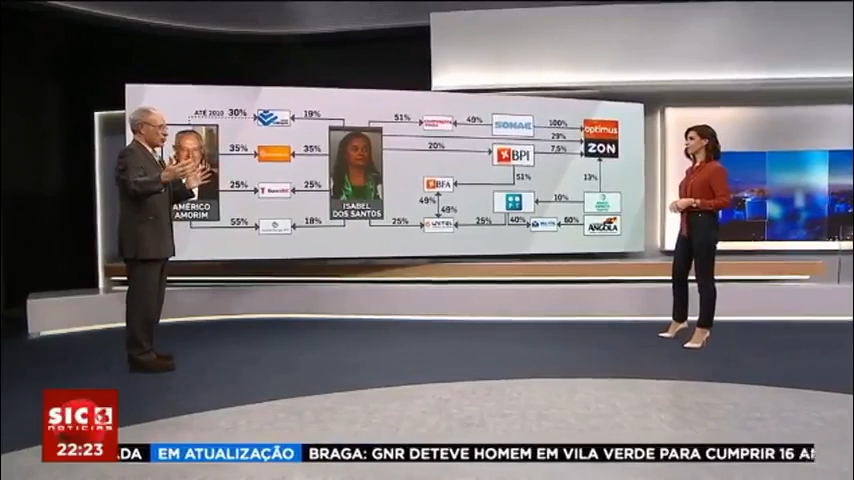 ATÉ 2010 30% 19% 51% 49% SONAE 100% optimus
29%
35% 35% 20% BPI 7,5% ZON
51% 13%
25% 25% BFA
49% 10%
AMÉRICO AMORIM
ISABEL DOS SANTOS
49%
55% 18% 25% UNITEL 25% 40% 60% ANGOLA
SIC
NOTÍCIAS
22:23
DA EM ATUALIZAÇÃO BRAGA: GNR DETEVE HOMEM EM VILA VERDE PARA CUMPRIR 16 A